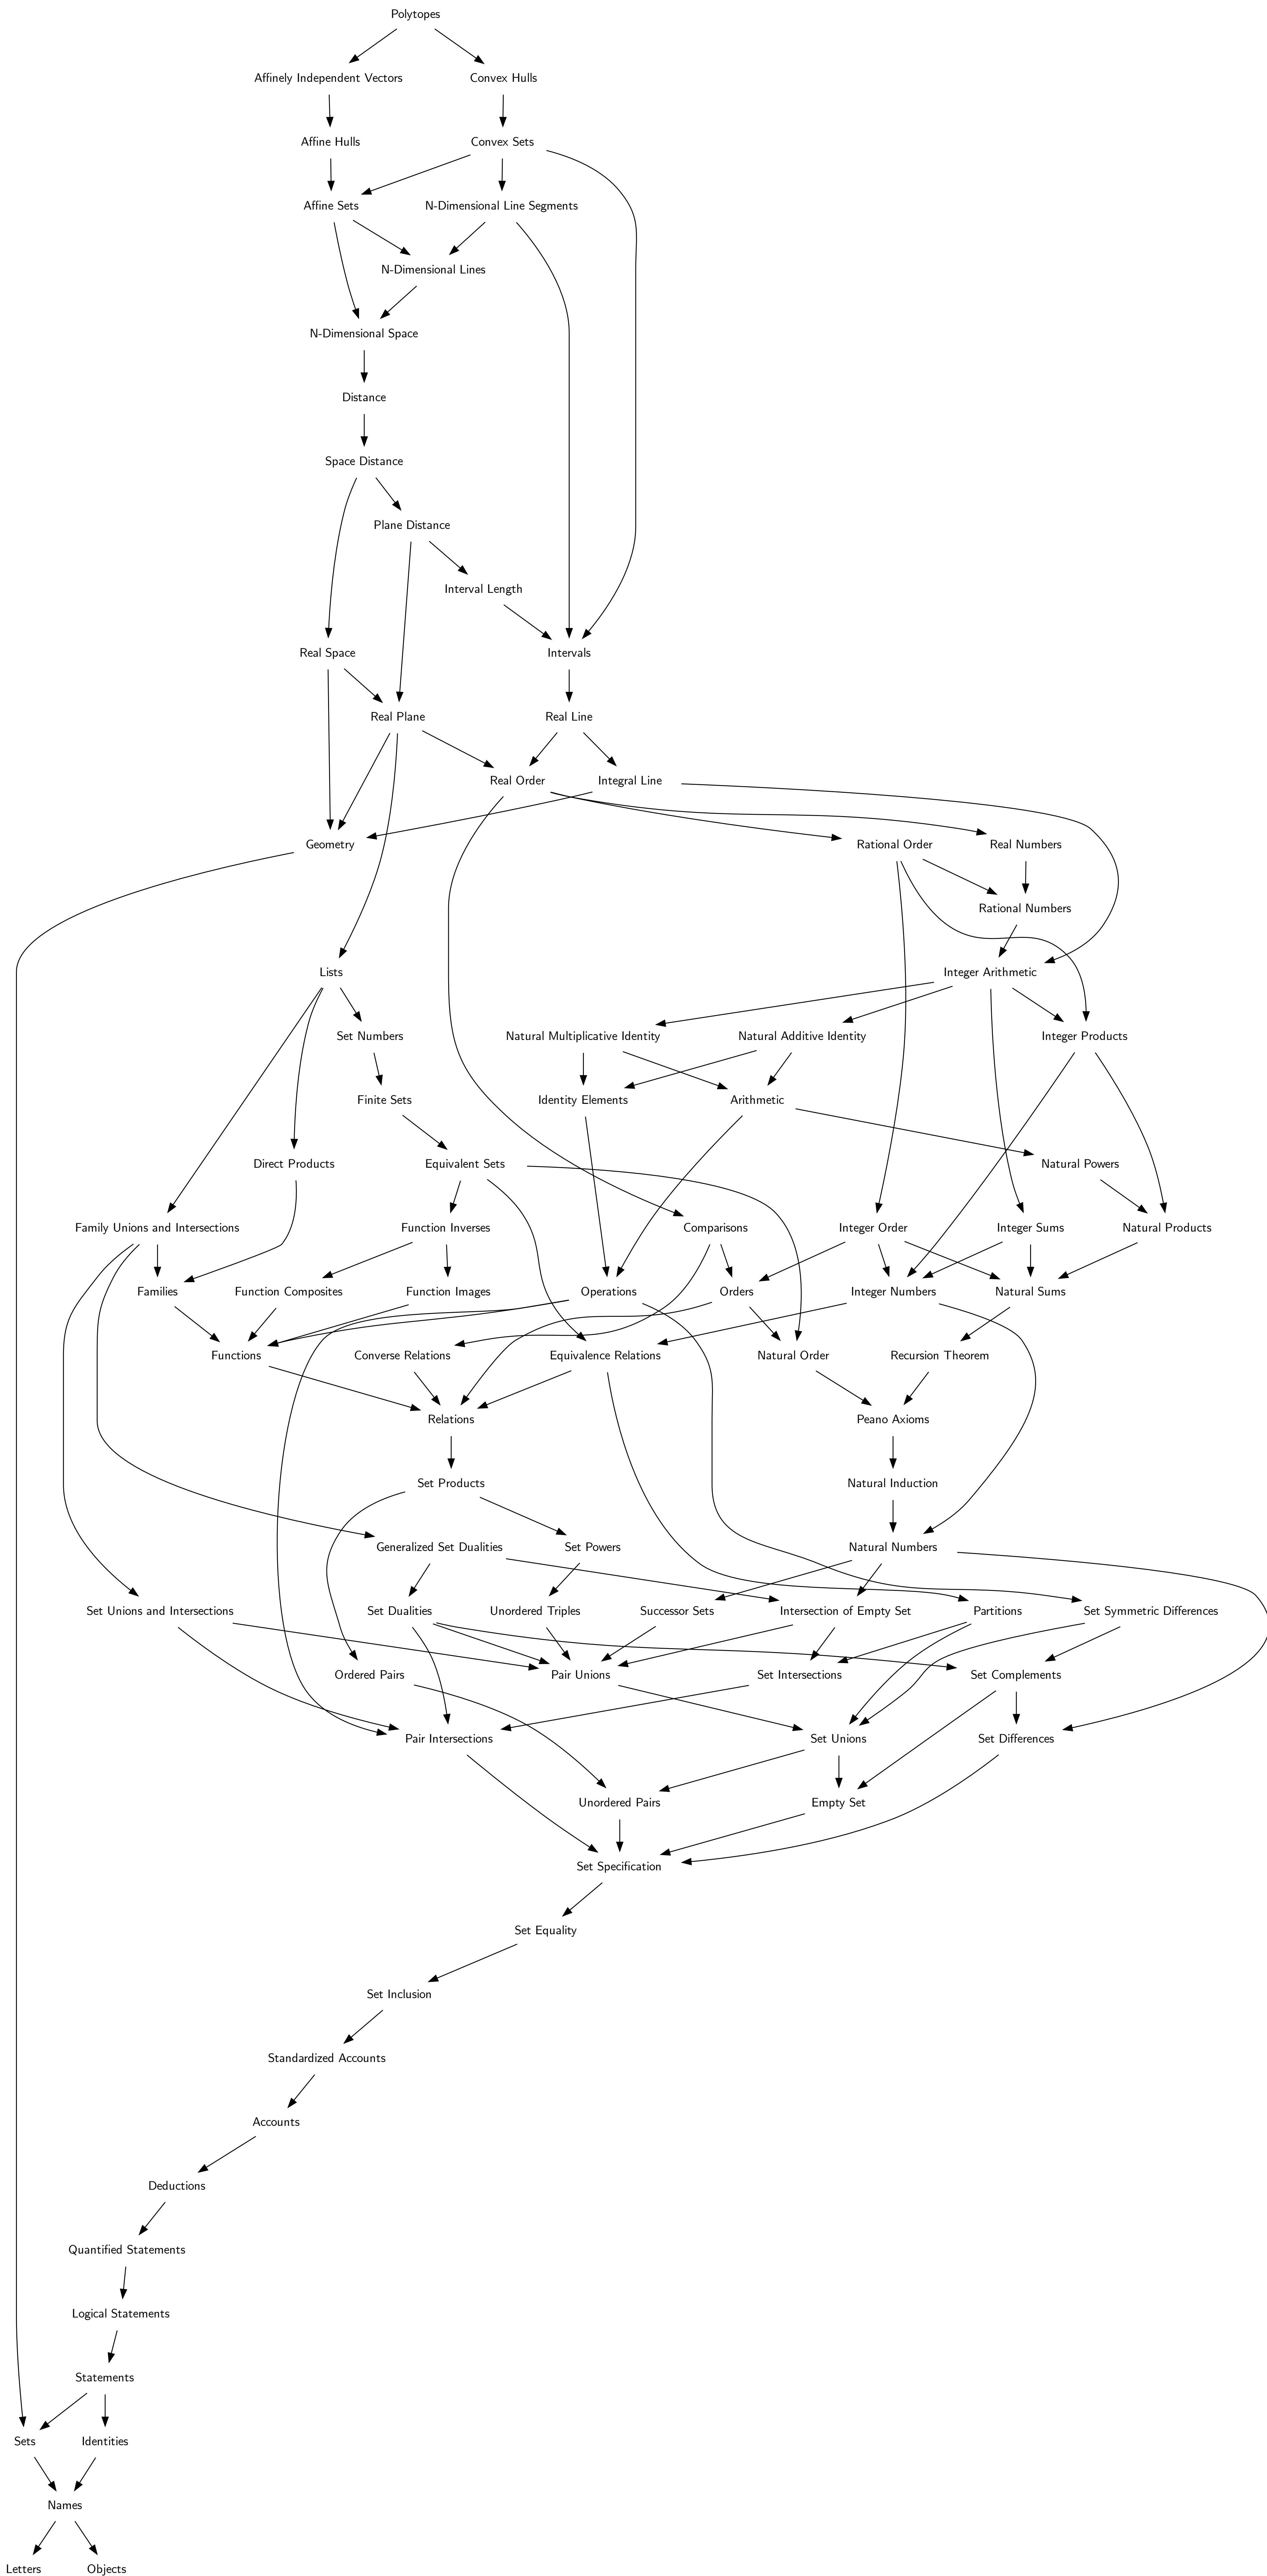 Polytopes
Affinely Independent Vectors
Convex Hulls
Affine Hulls
Convex Sets
Affine Sets
N-Dimensional Line Segments
N-Dimensional Lines
N-Dimensional Space
Distance
Space Distance
Plane Distance
Interval Length
Real Space
Intervals
Real Plane
Real Line
Real Order
Integral Line
Geometry
Rational Order
Real Numbers
Rational Numbers
Lists
Integer Arithmetic
Set Numbers
Natural Multiplicative Identity
Natural Additive Identity
Integer Products
Finite Sets
Identity Elements
Arithmetic
Direct Products
Equivalent Sets
Natural Powers
Family Unions and Intersections
Function Inverses
Comparisons
Integer Order
Integer Sums
Natural Products
Families
Function Composites
Function Images
Operations
Orders
Integer Numbers
Natural Sums
Functions
Converse Relations
Equivalence Relations
Natural Order
Recursion Theorem
Relations
Peano Axioms
Set Products
Natural Induction
Generalized Set Dualities
Set Powers
Natural Numbers
Set Unions and Intersections
Set Dualities
Unordered Triples
Successor Sets
Intersection of Empty Set
Partitions
Set Symmetric Differences
Ordered Pairs
Pair Unions
Set Intersections
Set Complements
Pair Intersections
Set Unions
Set Differences
Unordered Pairs
Empty Set
Set Specification
Set Equality
Set Inclusion
Standardized Accounts
Accounts
Deductions
Quantified Statements
Logical Statements
Statements
Sets
Identities
Names
Letters
Objects